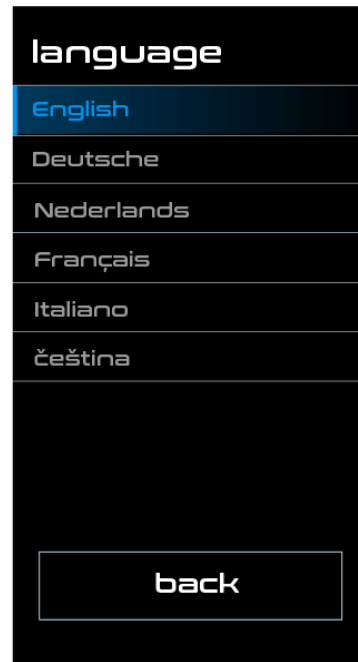 language
English
Deutsche
Nederlands
Français
Italiano
čeština
back